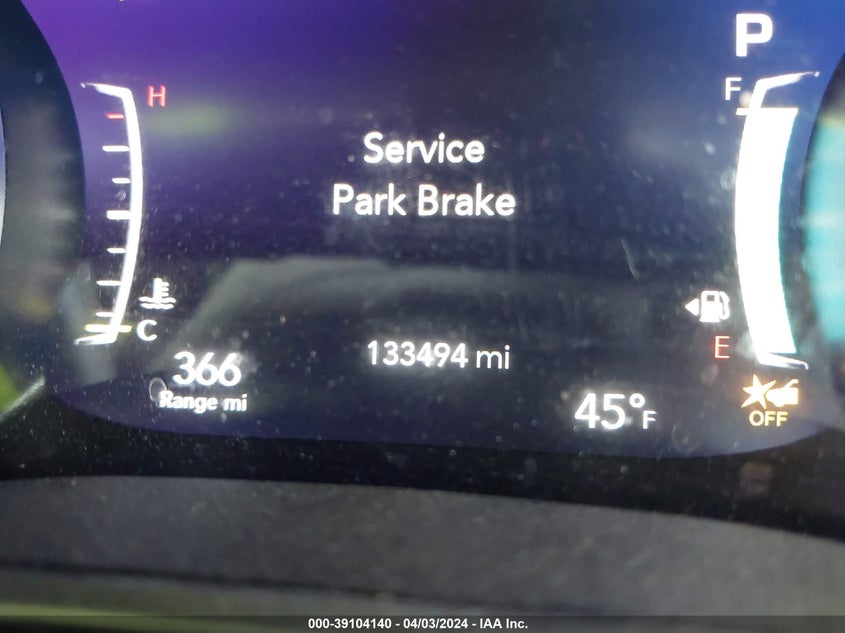 P
H
F
Service
Park Brake
C
E
133494 mi
366
Range mi
45°F
OFF
000-39104140 - 04/03/2024 - IAA Inc.